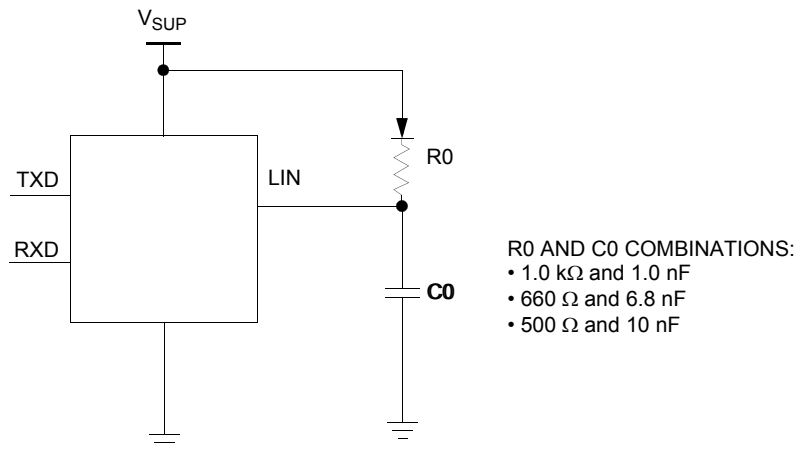 VSUP
R0
TXD
LIN
RXD
R0 AND C0 COMBINATIONS:
• 1.0 kΩ and 1.0 nF
C0
• 660 Ω and 6.8 nF
• 500 Ω and 10 nF